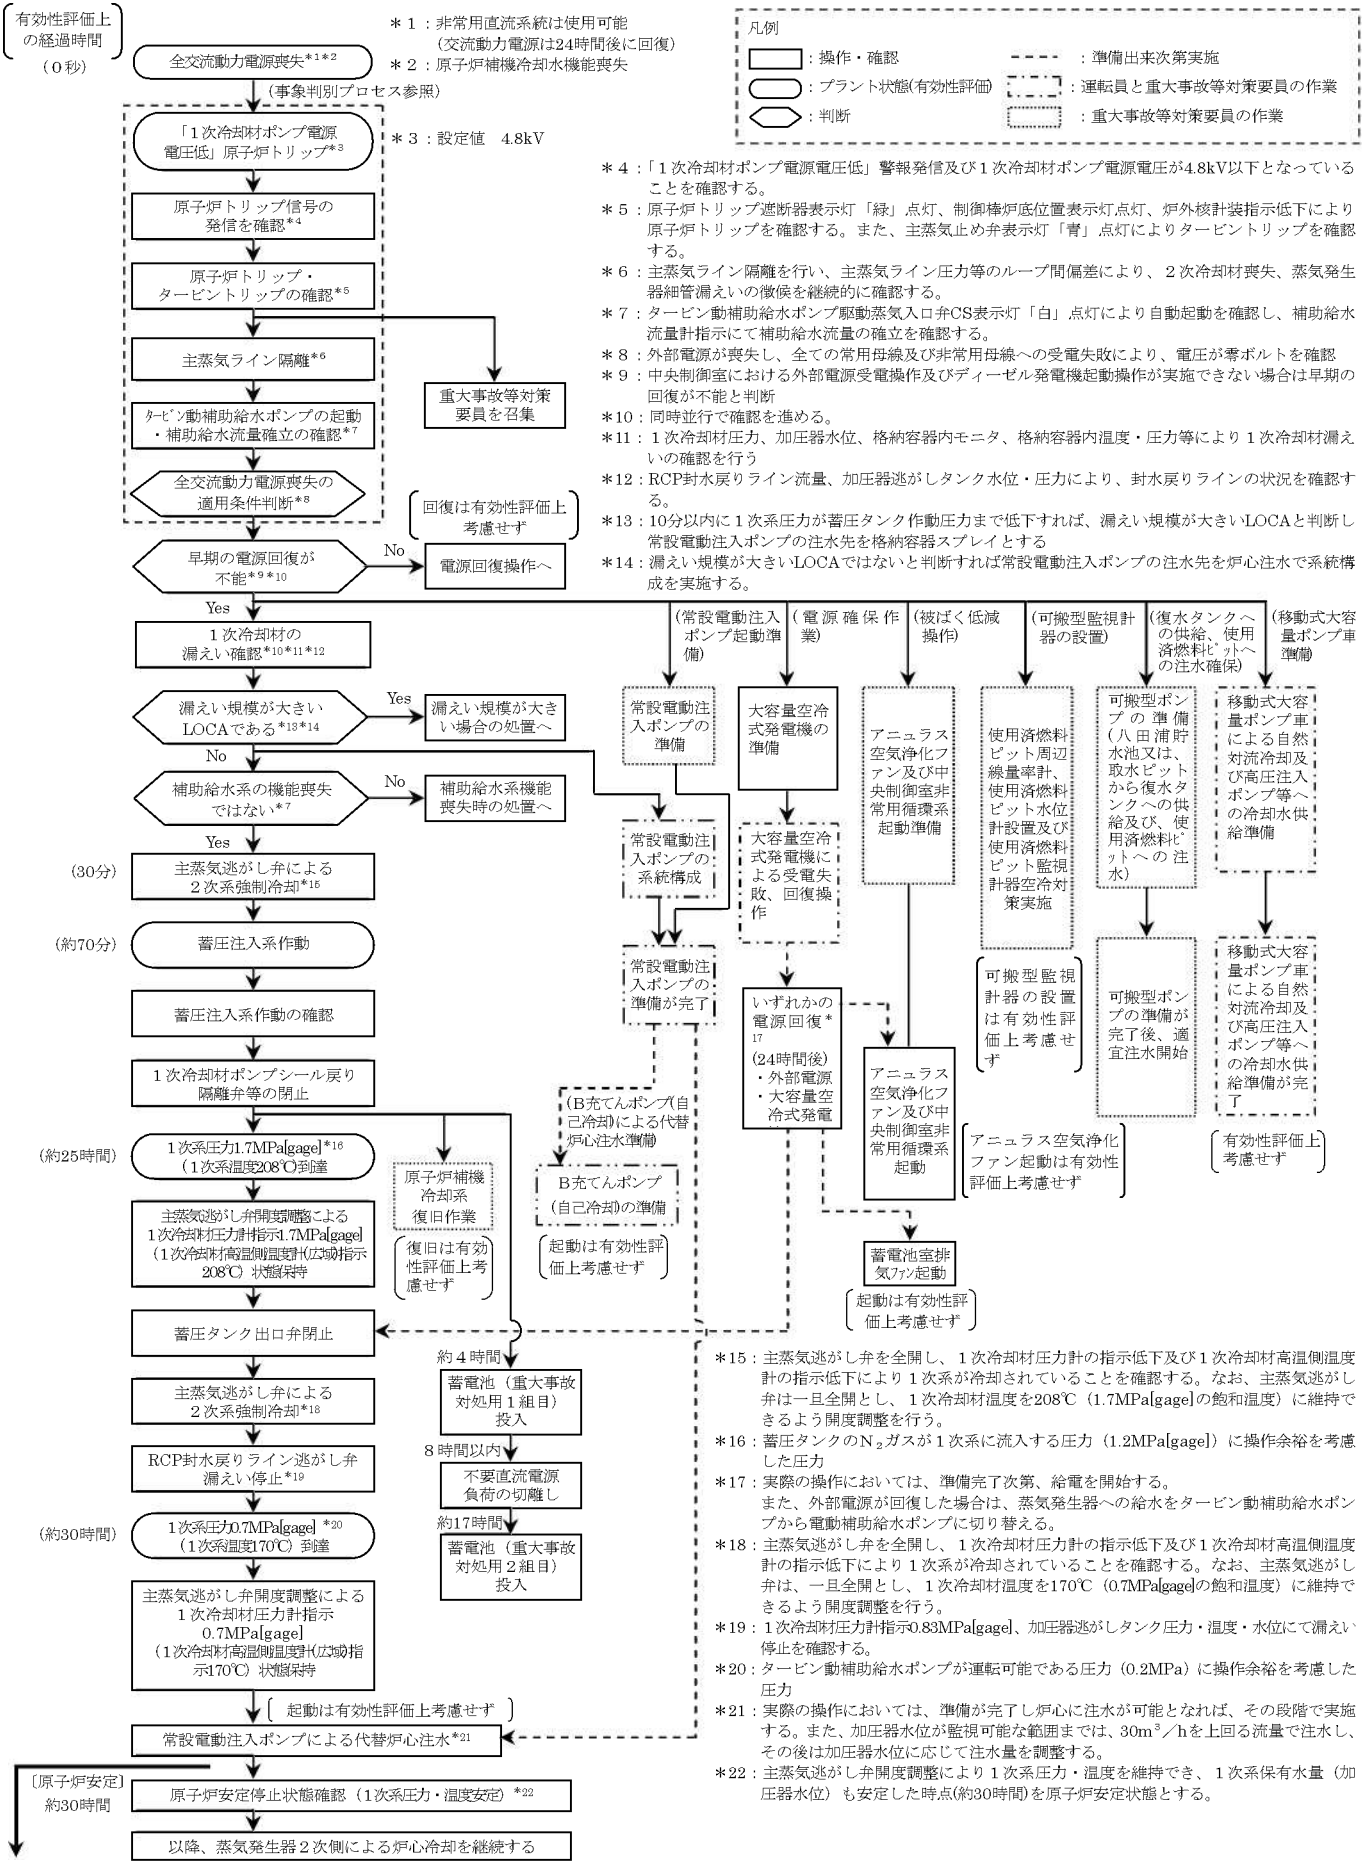 有効性評価上
の経過時間
(０秒)
全交流動力電源喪失*1*2
＊１：非常用直流系統は使用可能
(交流動力電源は24時間後に回復)
＊２：原子炉補機冷却水機能喪失
(事象判別プロセス参照)
凡例
：操作・確認
：プラント状態(有効性評価)
：判断
：準備出来次第実施
：運転員と重大事故等対策要員の作業
：重大事故等対策要員の作業
「１次冷却材ポンプ電源
電圧低」原子炉トリップ*3
＊３：設定値　4.8kV
原子炉トリップ信号の
発信を確認*4
原子炉トリップ・
タービントリップの確認*5
主蒸気ライン隔離*6
重大事故等対策
要員を召集
ﾀｰﾋﾞﾝ動補助給水ポンプの起動
・補助給水流量確立の確認*7
全交流動力電源喪失の
適用条件判断*8
＊４：「１次冷却材ポンプ電源電圧低」警報発信及び１次冷却材ポンプ電源電圧が4.8kV以下となっている
ことを確認する。
＊５：原子炉トリップ遮断器表示灯「緑」点灯、制御棒炉底位置表示灯点灯、炉外核計装指示低下により
原子炉トリップを確認する。また、主蒸気止め弁表示灯「青」点灯によりタービントリップを確認
する。
＊６：主蒸気ライン隔離を行い、主蒸気ライン圧力等のループ間偏差により、２次冷却材喪失、蒸気発生
器細管漏えいの徴候を継続的に確認する。
＊７：タービン動補助給水ポンプ駆動蒸気入口弁CS表示灯「白」点灯により自動起動を確認し、補助給水
流量計指示にて補助給水流量の確立を確認する。
＊８：外部電源が喪失し、全ての常用母線及び非常用母線への受電失敗により、電圧が零ボルトを確認
＊９：中央制御室における外部電源受電操作及びディーゼル発電機起動操作が実施できない場合は早期の
回復が不能と判断
＊10：同時並行で確認を進める。
＊11：１次冷却材圧力、加圧器水位、格納容器内モニタ、格納容器内温度・圧力等により１次冷却材漏え
いの確認を行う
＊12：RCP封水戻りライン流量、加圧器逃がしタンク水位・圧力により、封水戻りラインの状況を確認す
る。
＊13：10分以内に１次系圧力が蓄圧タンク作動圧力まで低下すれば、漏えい規模が大きいLOCAと判断し
常設電動注入ポンプの注水先を格納容器スプレイとする
＊14：漏えい規模が大きいLOCAではないと判断すれば常設電動注入ポンプの注水先を炉心注水で系統構
成を実施する。
回復は有効性評価上
考慮せず
早期の電源回復が
不能*9*10
No
電源回復操作へ
Yes
１次冷却材の
漏えい確認*10*11*12
漏えい規模が大きい
LOCAである*13*14
Yes
漏えい規模が大き
い場合の処置へ
No
補助給水系の機能喪失
ではない*7
No
補助給水系機能
喪失時の処置へ
Yes
(30分)
主蒸気逃がし弁による
２次系強制冷却*15
(約70分)
蓄圧注入系作動
蓄圧注入系作動の確認
１次冷却材ポンプシール戻り
隔離弁等の閉止
(約25時間)
１次系圧力1.7MPa[gage]*16
(１次系温度208℃)到達
主蒸気逃がし弁開度調整による
１次冷却材圧力計指示1.7MPa[gage]
(１次冷却材高温側温度計(広域)指示
208℃) 状態保持
蓄圧タンク出口弁閉止
主蒸気逃がし弁による
２次系強制冷却*18
RCP封水戻りライン逃がし弁
漏えい停止*19
(約30時間)
１次系圧力0.7MPa[gage] *20
(１次系温度170℃) 到達
主蒸気逃がし弁開度調整による
１次冷却材圧力計指示
0.7MPa[gage]
(１次冷却材高温側温度計(広域)指
示170℃) 状態保持
起動は有効性評価上考慮せず
常設電動注入ポンプによる代替炉心注水*21
〔原子炉安定〕
約30時間
原子炉安定停止状態確認（１次系圧力・温度安定）*22
以降、蒸気発生器２次側による炉心冷却を継続する
原子炉補機
冷却系
復旧作業
復旧は有効
性評価上考
慮せず
約４時間
蓄電池（重大事故
対処用１組目）
投入
８時間以内
不要直流電源
負荷の切離し
約17時間
蓄電池（重大事故
対処用２組目）
投入
(常設電動注入
ポンプ起動準
備)
常設電動注
入ポンプの
準備
常設電動注
入ポンプの
系統構成
常設電動注
入ポンプの
準備が完了
(Ｂ充てんポンプ(自
己冷却)による代替
炉心注水準備)
Ｂ充てんポンプ
(自己冷却)の準備
起動は有効性評
価上考慮せず
(電源確保作
業)
大容量空冷
式発電機の
準備
大容量空冷
式発電機に
よる受電失
敗、回復操
作
いずれかの
電源回復*
17
(24時間後)
・外部電源
・大容量空
冷式発電
(被ばく低減
操作)
アニュラス
空気浄化フ
ァン及び中
央制御室非
常用循環系
起動準備
アニュラス
空気浄化フ
ァン及び中
央制御室非
常用循環系
起動
アニュラス空気浄化
ファン起動は有効性
評価上考慮せず
蓄電池室排
気ﾌｧﾝ起動
起動は有効性評
価上考慮せず
(可搬型監視計
器の設置)
使用済燃料
ピット周辺
線量率計、
使用済燃料
ピット水位
計設置及び
使用済燃料
ピット監視
計器空冷対
策実施
可搬型監視
計器の設置
は有効性評
価上考慮せ
ず
(復水タンクへ
の供給、使用
済燃料ﾋﾟｯﾄへ
の注水確保)
可搬型ポン
プの準備
(八田浦貯
水池又は、
取水ピット
から復水タ
ンクへの供
給及び、使
用済燃料ﾋﾟ
ｯﾄへの注
水)
可搬型ポン
プの準備が
完了後、適
宜注水開始
(移動式大容
量ポンプ車
準備)
移動式大容
量ポンプ車
による自然
対流冷却及
び高圧注入
ポンプ等へ
の冷却水供
給準備
移動式大容
量ポンプ車
による自然
対流冷却及
び高圧注入
ポンプ等へ
の冷却水供
給準備が完
了
有効性評価上
考慮せず
＊15：主蒸気逃がし弁を全開し、１次冷却材圧力計の指示低下及び１次冷却材高温側温度
計の指示低下により１次系が冷却されていることを確認する。なお、主蒸気逃がし
弁は一旦全開とし、１次冷却材温度を208℃（1.7MPa[gage]の飽和温度）に維持で
きるよう開度調整を行う。
＊16：蓄圧タンクのＮ₂ガスが１次系に流入する圧力（1.2MPa[gage]）に操作余裕を考慮
した圧力
＊17：実際の操作においては、準備完了次第、給電を開始する。
また、外部電源が回復した場合は、蒸気発生器への給水をタービン動補助給水ポン
プから電動補助給水ポンプに切り替える。
＊18：主蒸気逃がし弁を全開し、１次冷却材圧力計の指示低下及び１次冷却材高温側温度
計の指示低下により１次系が冷却されていることを確認する。なお、主蒸気逃がし
弁は、一旦全開とし、１次冷却材温度を170℃（0.7MPa[gage]の飽和温度）に維持で
きるよう開度調整を行う。
＊19：１次冷却材圧力計指示0.83MPa[gage]、加圧器逃がしタンク圧力・温度・水位にて漏えい
停止を確認する。
＊20：タービン動補助給水ポンプが運転可能である圧力（0.2MPa）に操作余裕を考慮した
圧力
＊21：実際の操作においては、準備が完了し炉心に注水が可能となれば、その段階で実施
する。また、加圧器水位が監視可能な範囲までは、30m³／hを上回る流量で注水し、
その後は加圧器水位に応じて注水量を調整する。
＊22：主蒸気逃がし弁開度調整により１次系圧力・温度を維持でき、１次系保有水量（加
圧器水位）も安定した時点(約30時間)を原子炉安定状態とする。